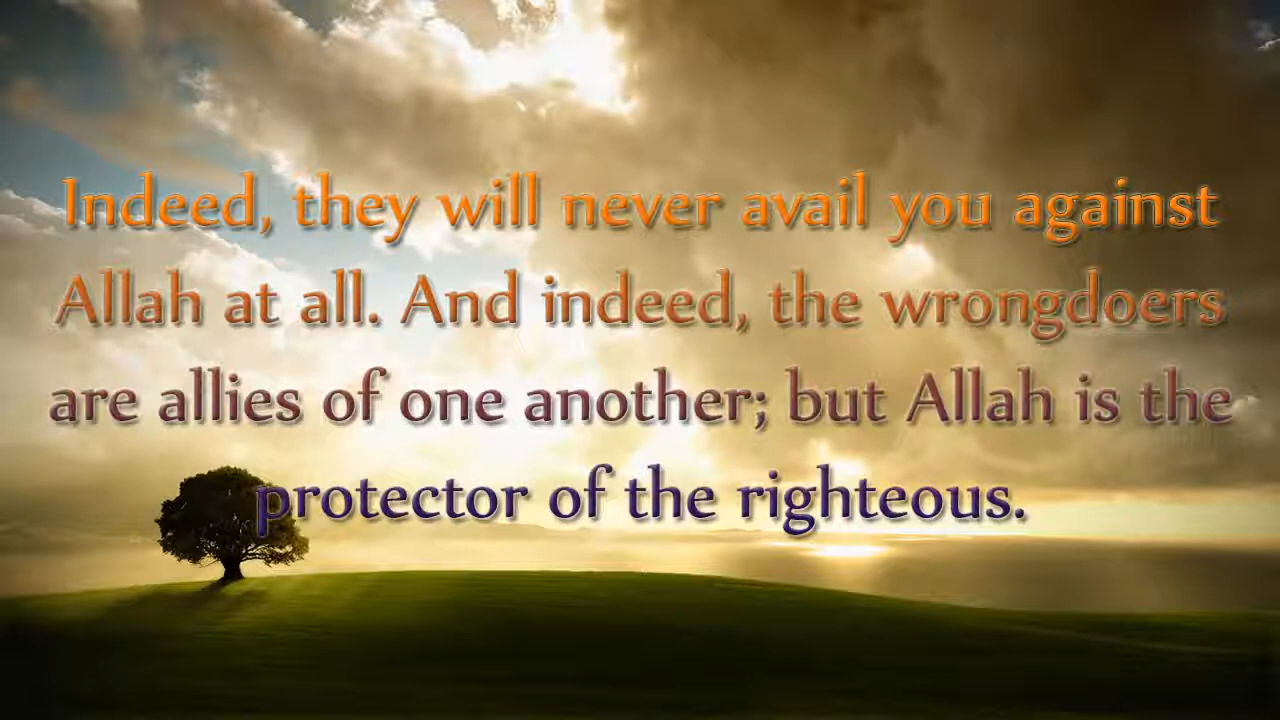 Indeed, they will never avail you against
Allah at all. And indeed, the wrongdoers
are allies of one another; but Allah is the
protector of the righteous.